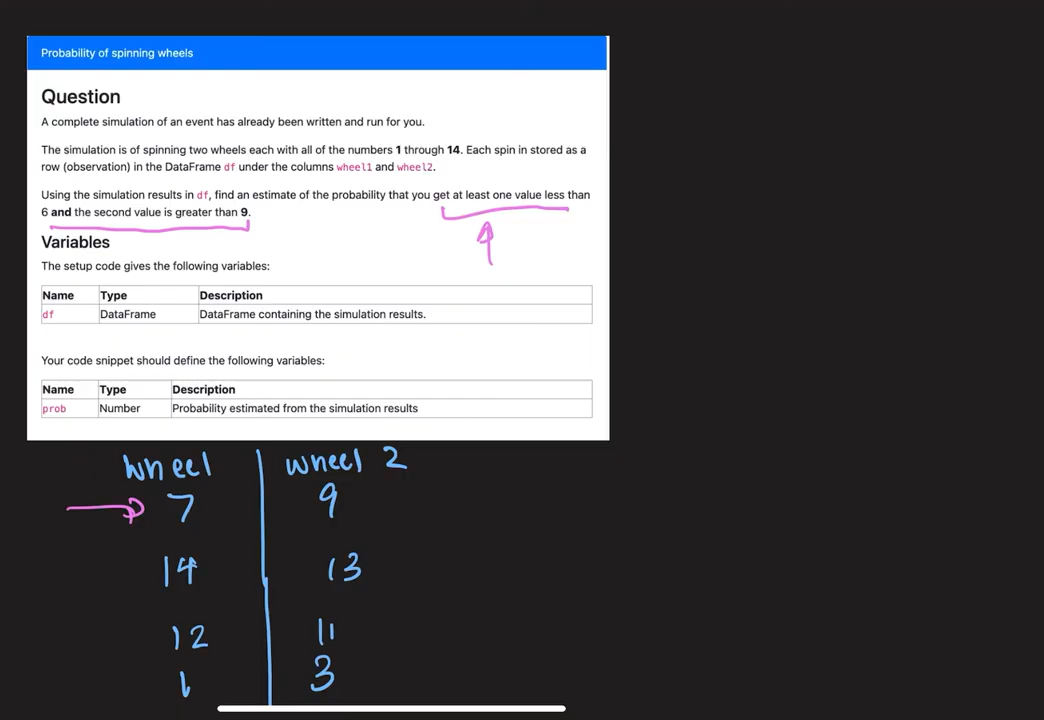 Probability of spinning wheels
Question
A complete simulation of an event has already been written and run for you.
The simulation is of spinning two wheels each with all of the numbers 1 through 14. Each spin in stored as a
row (observation) in the DataFrame df under the columns wheel1 and wheel2.
Using the simulation results in df, find an estimate of the probability that you get at least one value less than
6 and the second value is greater than 9.
Variables
The setup code gives the following variables:
Name Type Description
df DataFrame DataFrame containing the simulation results.
Your code snippet should define the following variables:
Name Type Description
prob Number Probability estimated from the simulation results
wheel wheel 2
7 9
14 13
12 11
3